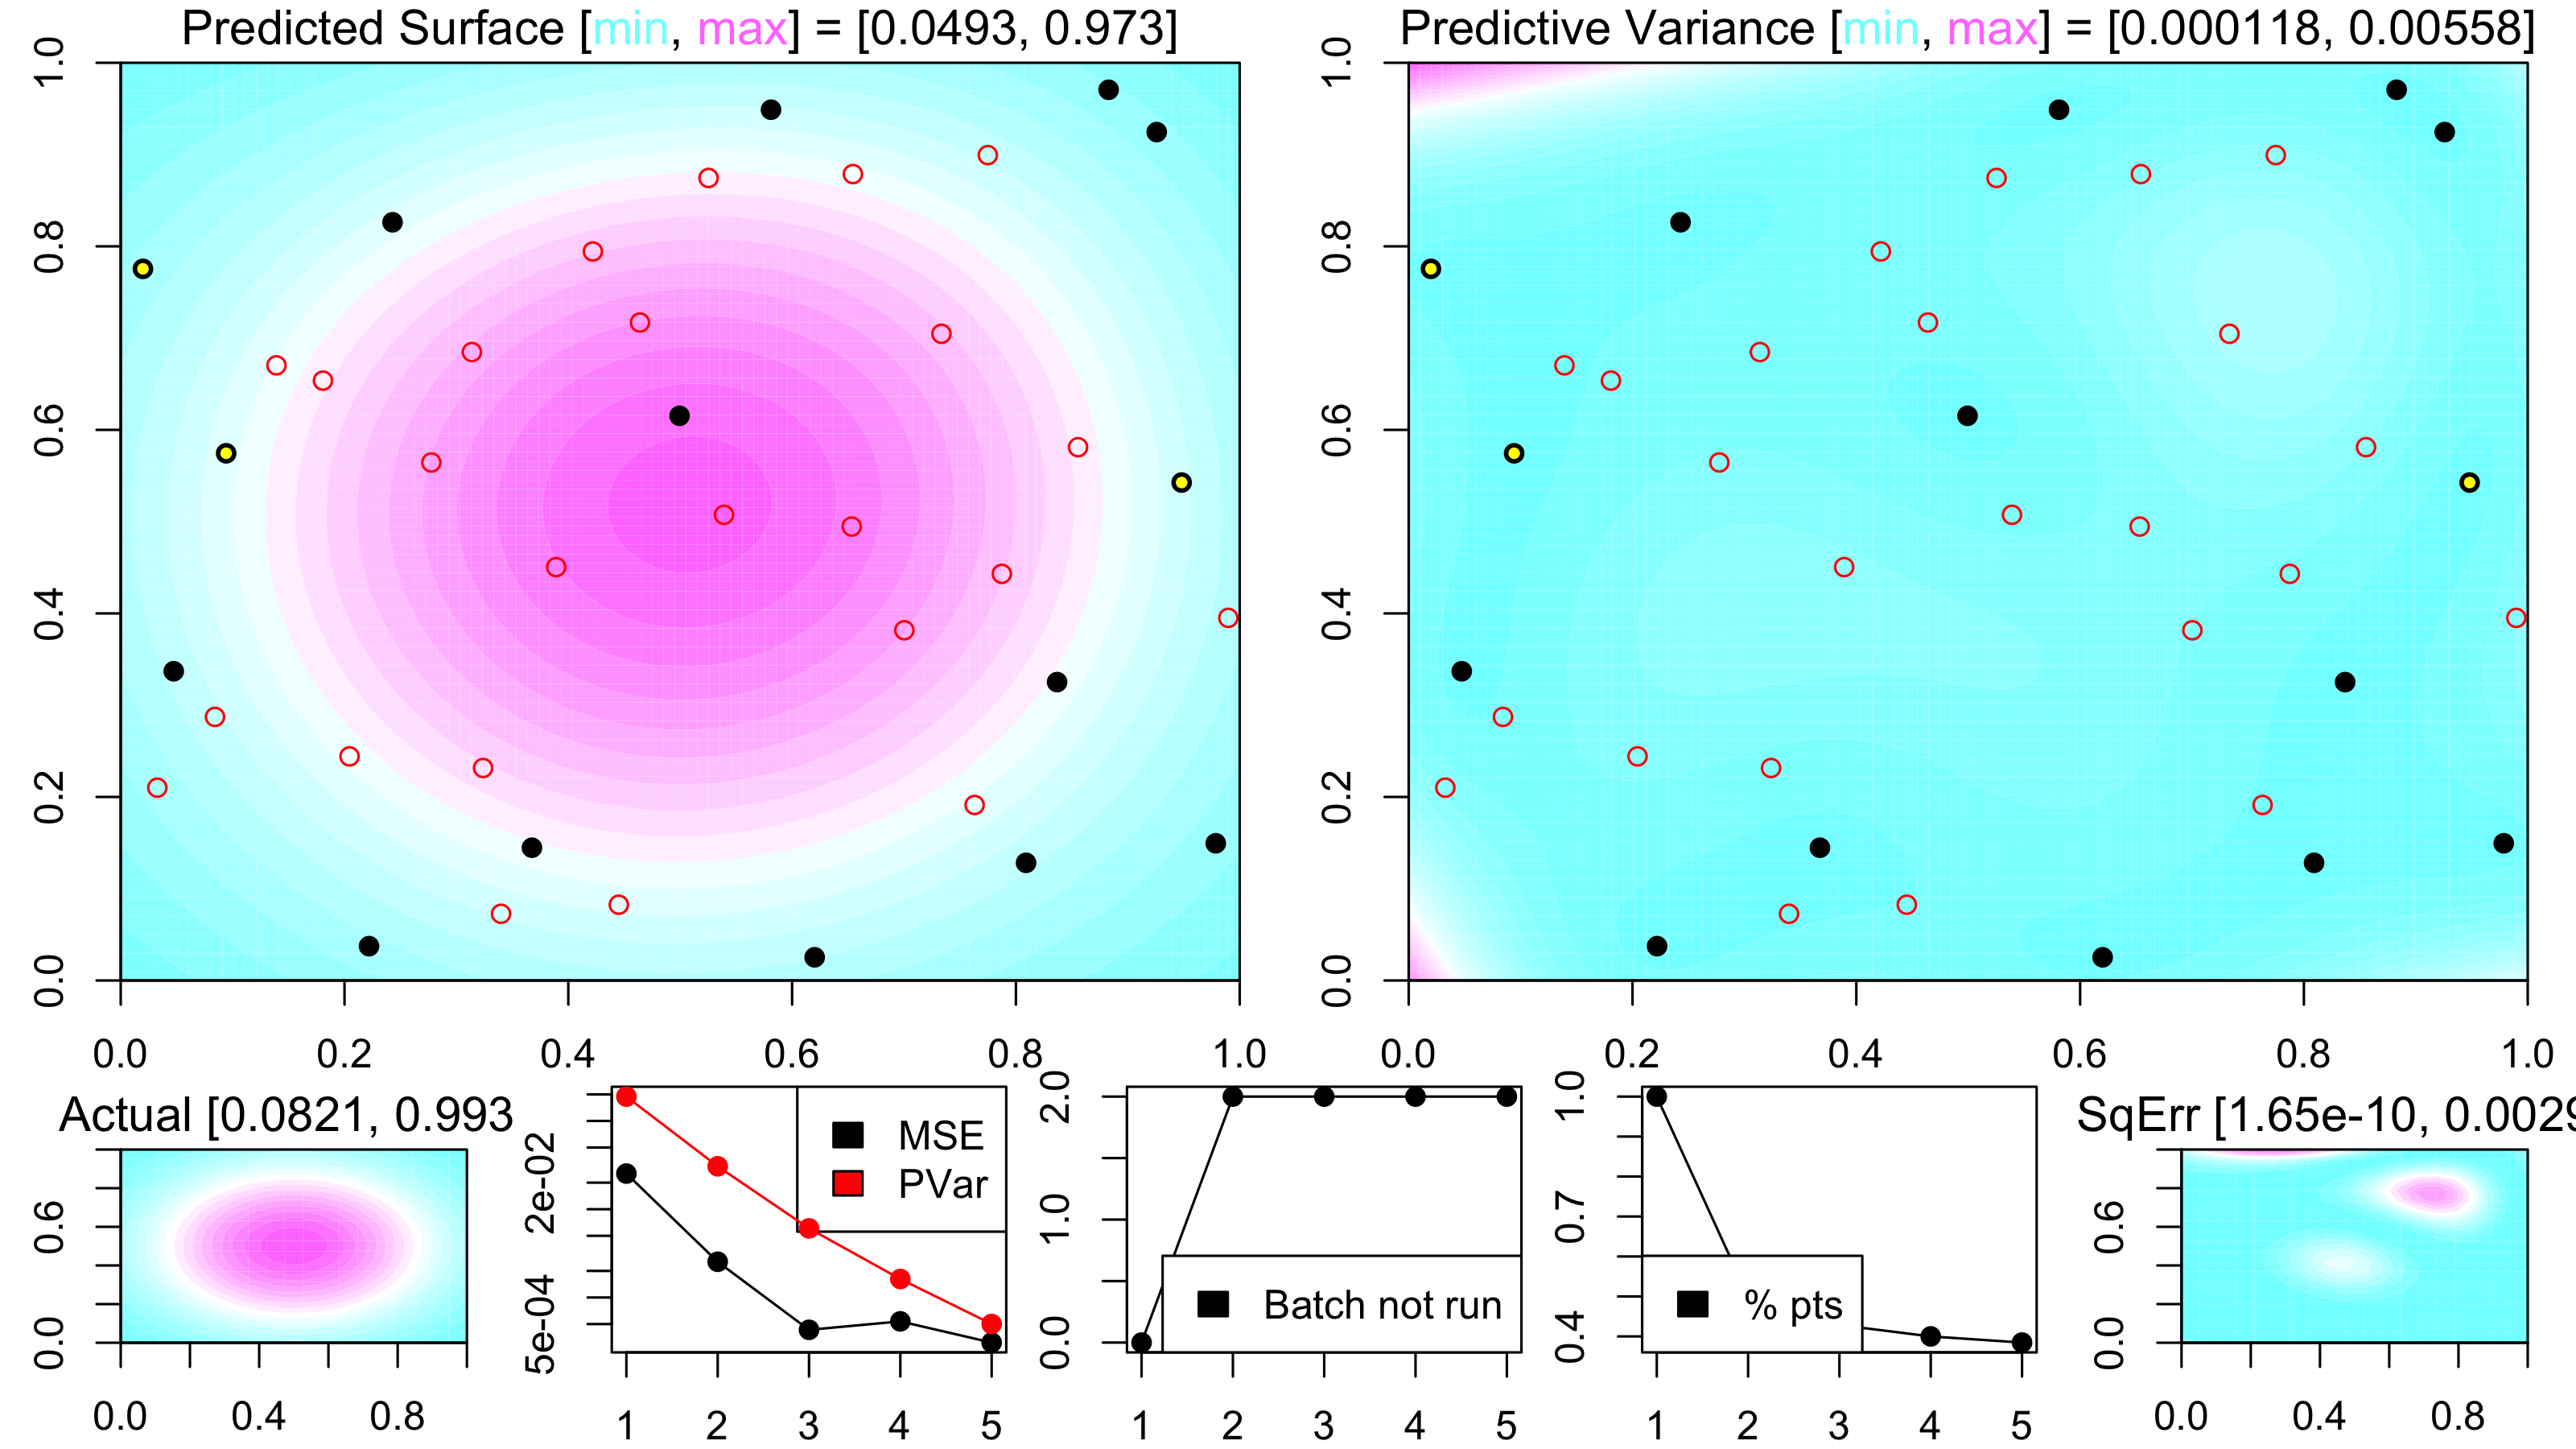 Predicted Surface [min, max] = [0.0493, 0.973]
Predictive Variance [min, max] = [0.000118, 0.00558]
1.0
0.8
0.6
0.4
0.2
0.0
0.0 0.2 0.4 0.6 0.8 1.0
1.0
0.8
0.6
0.4
0.2
0.0
0.0 0.2 0.4 0.6 0.8 1.0
Actual [0.0821, 0.993
0.6
0.0
0.0 0.4 0.8
2e-02
5e-04
MSE
PVar
1 2 3 4 5
2.0
1.0
0.0
Batch not run
1 2 3 4 5
1.0
0.7
0.4
% pts
1 2 3 4 5
SqErr [1.65e-10, 0.0029
0.6
0.0
0.0 0.4 0.8